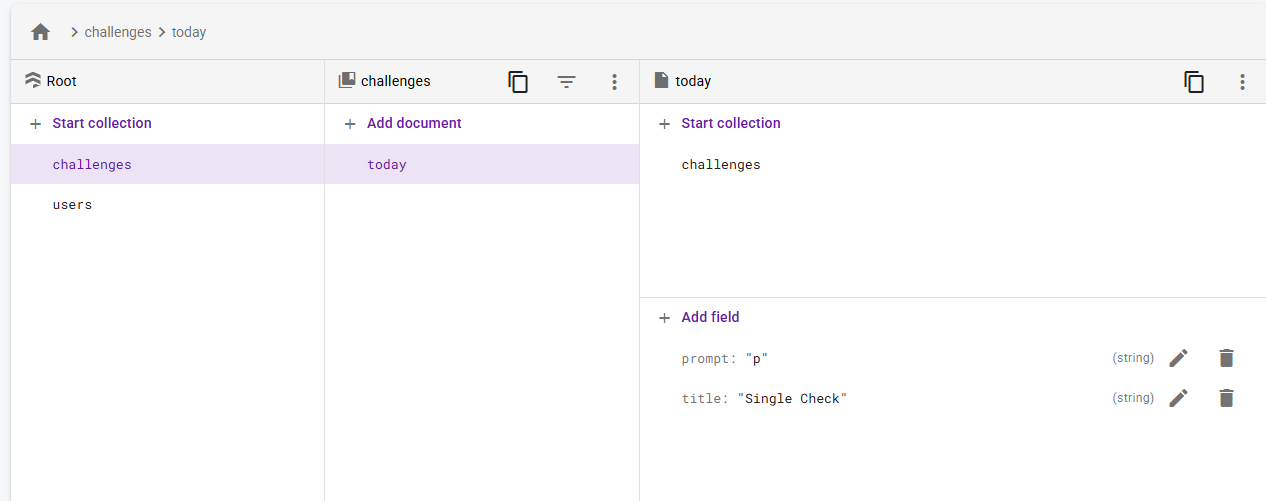 challenges today
Root
challenges
today
Start collection
Add document
Start collection
challenges
today
challenges
users
Add field
prompt: "p"
(string)
title: "Single Check"
(string)